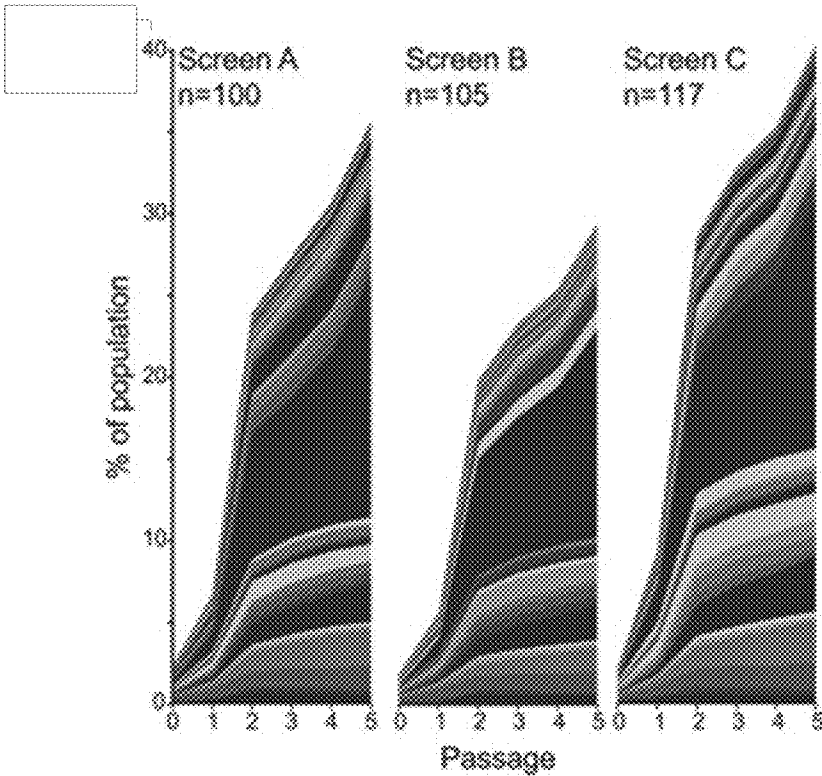 Screen A
n=100
Screen B
n=105
Screen C
n=117
% of population
40
30
20
10
0
0 1 2 3 4 5
0 1 2 3 4 5
0 1 2 3 4 5
Passage